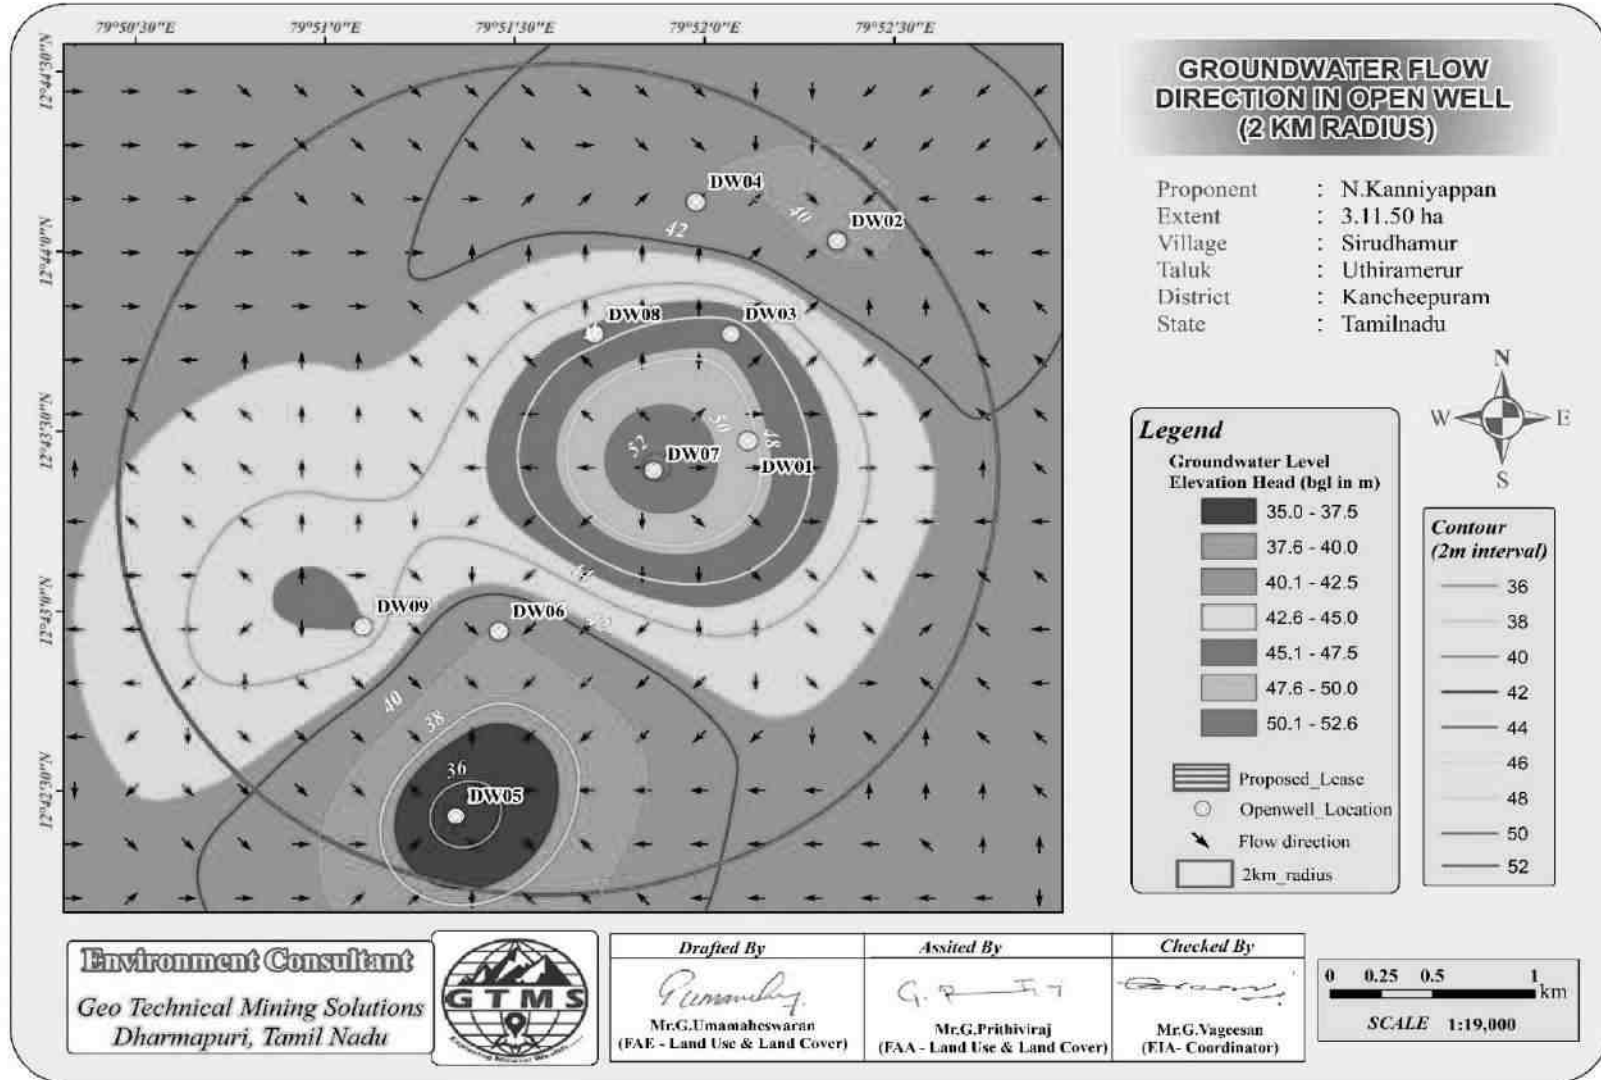 79°50'30"E 79°51'0"E 79°51'30"E 79°52'0"E 79°52'30"E
12°44'30"N
12°44'0"N
12°43'30"N
12°43'0"N
12°42'30"N
DW04
40
DW02
42
DW08
DW03
50
48
52
DW07
DW01
44
DW09
DW06
42
40
38
36
DW05
GROUNDWATER FLOW
DIRECTION IN OPEN WELL
(2 KM RADIUS)
Proponent : N.Kanniyappan
Extent : 3.11.50 ha
Village : Sirudhamur
Taluk : Uthiramerur
District : Kancheepuram
State : Tamilnadu
N
W E
S
Legend
Groundwater Level
Elevation Head (bgl in m)
35.0 - 37.5
37.6 - 40.0
40.1 - 42.5
42.6 - 45.0
45.1 - 47.5
47.6 - 50.0
50.1 - 52.6
Proposed_Lease
Openwell_Location
Flow direction
2km_radius
Contour
(2m interval)
36
38
40
42
44
46
48
50
52
Environment Consultant
Geo Technical Mining Solutions
Dharmapuri, Tamil Nadu
GTMS
Drafted By
Mr.G.Umamaheswaran
(FAE - Land Use & Land Cover)
Assited By
Mr.G.Prithiviraj
(FAA - Land Use & Land Cover)
Checked By
Mr.G.Vageesan
(EIA- Coordinator)
0 0.25 0.5 1
km
SCALE 1:19,000